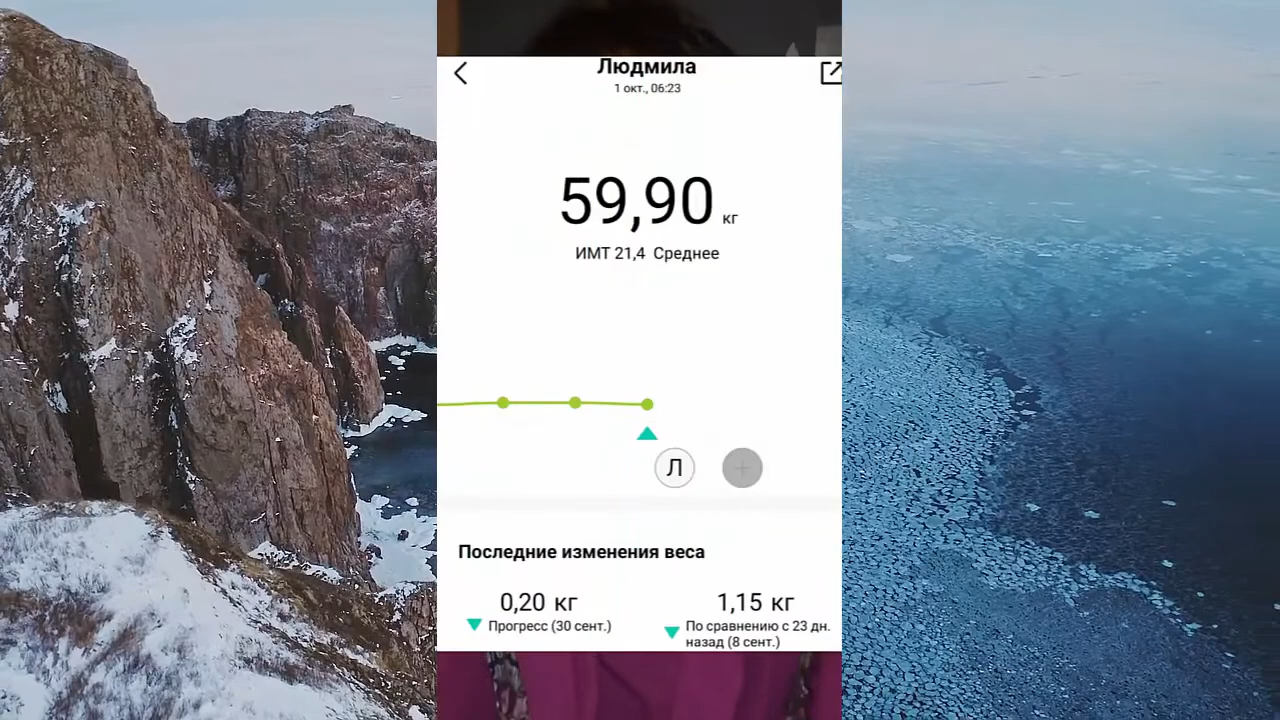 Людмила
1 окт., 06:23
59,90 кг
ИМТ 21,4 Среднее
Л
Последние изменения веса
0,20 кг
Прогресс (30 сент.)
1,15 кг
По сравнению с 23 дн.
назад (8 сент.)